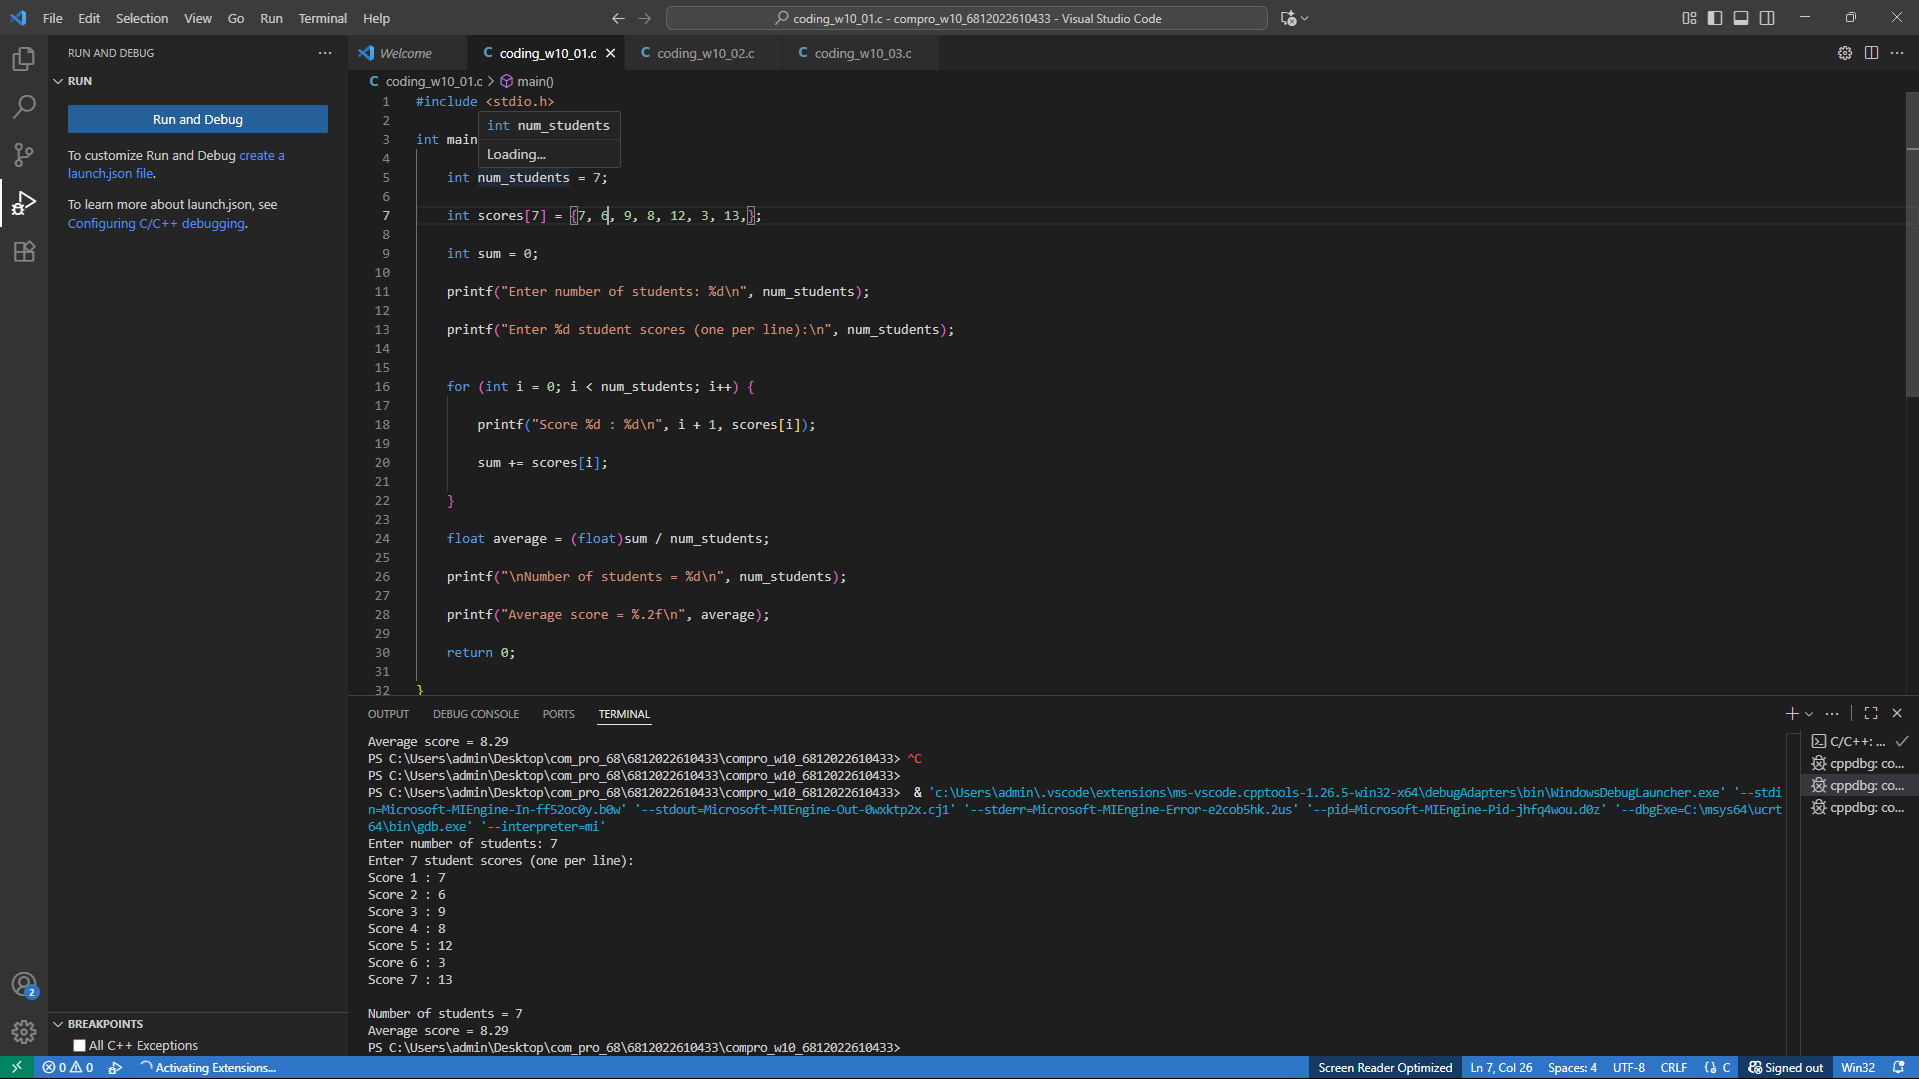 File Edit Selection View Go Run Terminal Help
coding_w10_01.c - compro_w10_6812022610433 - Visual Studio Code
RUN AND DEBUG
RUN
Run and Debug
To customize Run and Debug create a
launch.json file.
To learn more about launch.json, see
Configuring C/C++ debugging.
Welcome
C coding_w10_01.c
C coding_w10_02.c
C coding_w10_03.c
C coding_w10_01.c > main()
1 #include <stdio.h>
2
int num_students
3 int main
4
Loading...
5 int num_students = 7;
6
7 int scores[7] = {7, 6, 9, 8, 12, 3, 13,};
8
9 int sum = 0;
10
11 printf("Enter number of students: %d\n", num_students);
12
13 printf("Enter %d student scores (one per line):\n", num_students);
14
15
16 for (int i = 0; i < num_students; i++) {
17
18 printf("Score %d : %d\n", i + 1, scores[i]);
19
20 sum += scores[i];
21
22 }
23
24 float average = (float)sum / num_students;
25
26 printf("\nNumber of students = %d\n", num_students);
27
28 printf("Average score = %.2f\n", average);
29
30 return 0;
31
32 }
OUTPUT DEBUG CONSOLE PORTS TERMINAL
Average score = 8.29
PS C:\Users\admin\Desktop\com_pro_68\6812022610433\compro_w10_6812022610433> ^C
PS C:\Users\admin\Desktop\com_pro_68\6812022610433\compro_w10_6812022610433>
PS C:\Users\admin\Desktop\com_pro_68\6812022610433\compro_w10_6812022610433> & 'c:\Users\admin\.vscode\extensions\ms-vscode.cpptools-1.26.5-win32-x64\debugAdapters\bin\WindowsDebugLauncher.exe' '--stdi
n=Microsoft-MIEngine-In-ff52oc0y.b0w' '--stdout=Microsoft-MIEngine-Out-0wxktp2x.cj1' '--stderr=Microsoft-MIEngine-Error-e2cob5hk.2us' '--pid=Microsoft-MIEngine-Pid-jhfq4wou.d0z' '--dbgExe=C:\msys64\ucrt
64\bin\gdb.exe' '--interpreter=mi'
Enter number of students: 7
Enter 7 student scores (one per line):
Score 1 : 7
Score 2 : 6
Score 3 : 9
Score 4 : 8
Score 5 : 12
Score 6 : 3
Score 7 : 13
Number of students = 7
Average score = 8.29
PS C:\Users\admin\Desktop\com_pro_68\6812022610433\compro_w10_6812022610433>
C/C++: ...
cppdbg: co...
cppdbg: co...
cppdbg: co...
2
BREAKPOINTS
All C++ Exceptions
0 0 Activating Extensions...
Screen Reader Optimized Ln 7, Col 26 Spaces: 4 UTF-8 CRLF {} C Signed out Win32